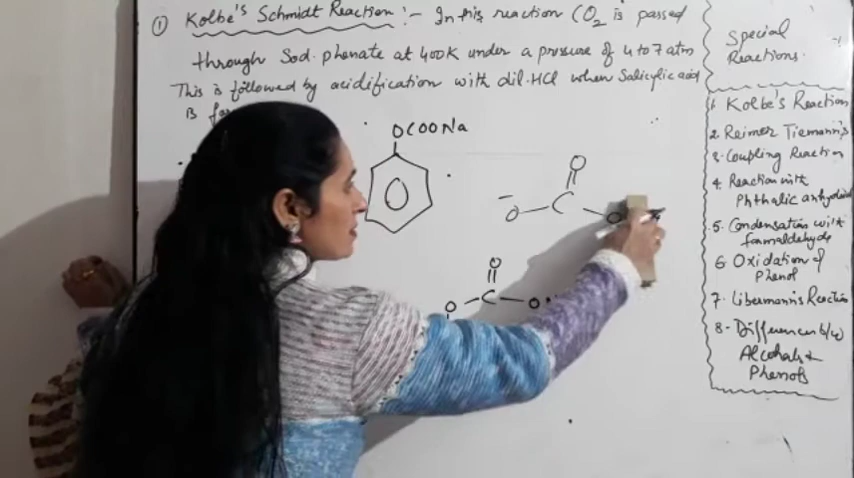 ① Kolbe's Schmidt Reaction :- In this reaction CO2 is passed
through Sod. phenate at 400K under a pressure of 4 to 7 atm
This is followed by acidification with dil. HCl when Salicylic acid
is
OCOONa
O
O
-O-C-O
O
O-C-O
Special
Reactions.
1 Kolbe's Reaction
2. Reimer Tiemann's
3. Coupling Reaction
4. Reaction with
Phthalic anhydride
5. Condensation with
formaldehyde
6 Oxidation of
Phenol
7. Libermann's Reaction
8. Difference b/w
Alcohols &
Phenols